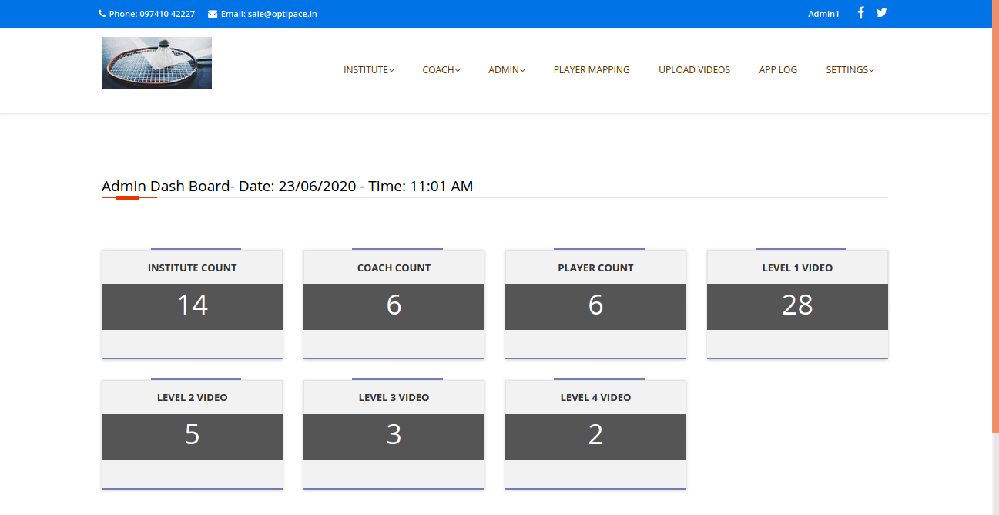 Phone: 097410 42227 Email: sale@optipace.in Admin1
INSTITUTE COACH ADMIN PLAYER MAPPING UPLOAD VIDEOS APP LOG SETTINGS
Admin Dash Board- Date: 23/06/2020 - Time: 11:01 AM
INSTITUTE COUNT COACH COUNT PLAYER COUNT LEVEL 1 VIDEO
14 6 6 28
LEVEL 2 VIDEO LEVEL 3 VIDEO LEVEL 4 VIDEO
5 3 2